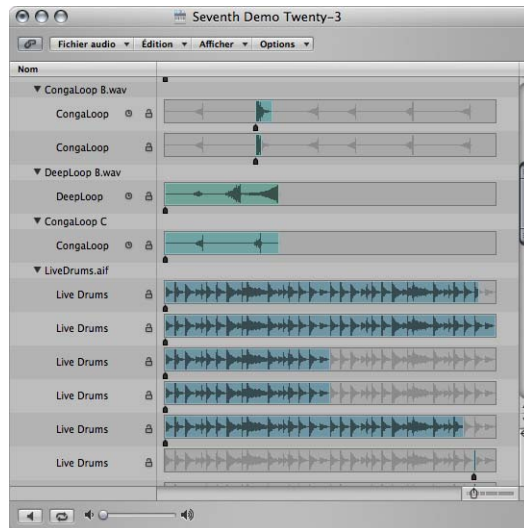 Seventh Demo Twenty-3
Fichier audio Édition Afficher Options
Nom
CongaLoop B.wav
CongaLoop
CongaLoop
DeepLoop B.wav
DeepLoop
CongaLoop C
CongaLoop
LiveDrums.aif
Live Drums
Live Drums
Live Drums
Live Drums
Live Drums
Live Drums